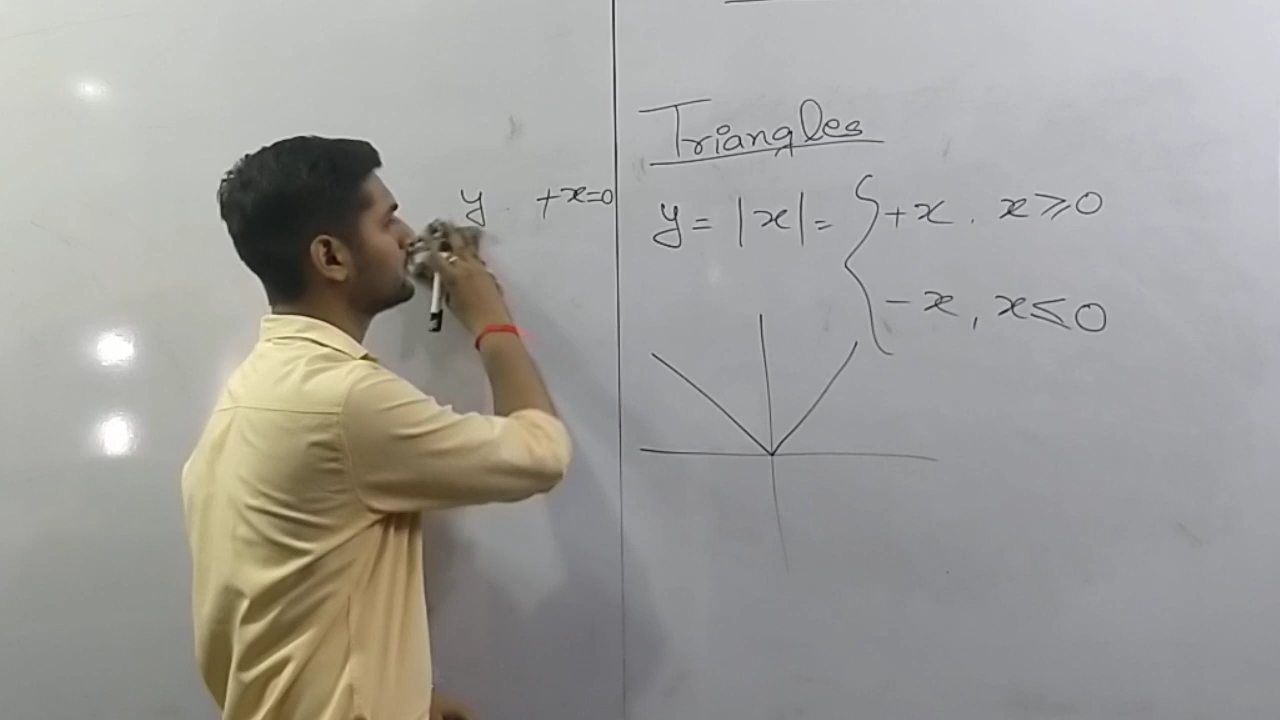 Triangles
y +x=0
y = |x| = { +x , x ≥ 0
-x , x ≤ 0